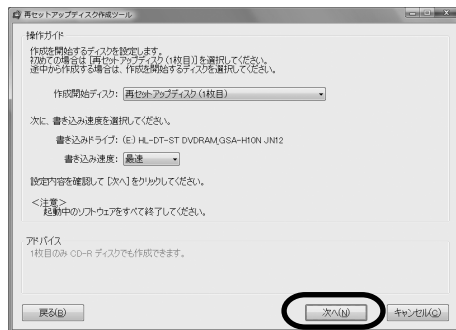 再セットアップディスク作成ツール
操作ガイド
作成を開始するディスクを設定します。
初めての場合は [再セットアップディスク(1枚目)] を選択してください。
途中から作成する場合は、作成を開始するディスクを選択してください。
作成開始ディスク: 再セットアップディスク(1枚目)
次に、書き込み速度を選択してください。
書き込みドライブ: (E) HL-DT-ST DVDRAM,GSA-H10N JN12
書き込み速度: 最速
設定内容を確認して [次へ] をクリックしてください。
<注意>
起動中のソフトウェアをすべて終了してください。
アドバイス
1枚目のみ CD-R ディスクでも作成できます。
戻る(B) 次へ(N) キャンセル(C)